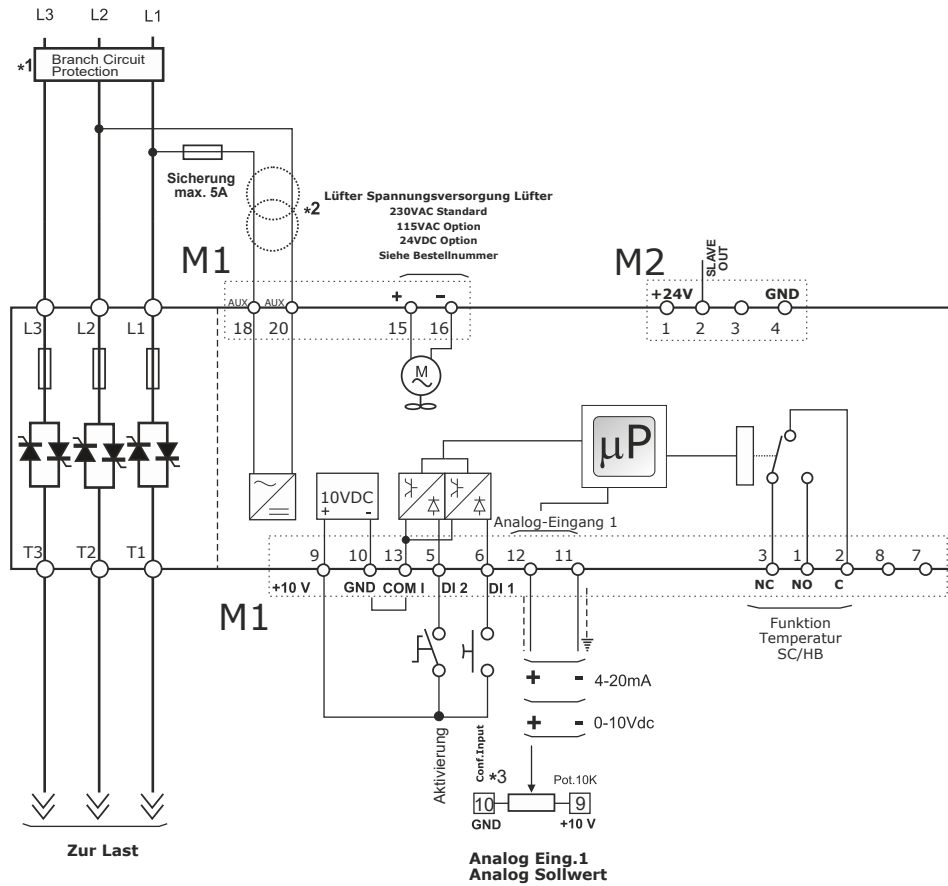 L3 L2 L1
*1 Branch Circuit
Protection
Sicherung
max. 5A
*2
Lüfter Spannungsversorgung Lüfter
230VAC Standard
115VAC Option
24VDC Option
Siehe Bestellnummer
M1
M2
SLAVE
OUT
AUX AUX + -
+24V GND
L3 L2 L1 18 20 15 16 1 2 3 4
M
µP
10VDC
+ -
Analog-Eingang 1
T3 T2 T1 9 10 13 5 6 12 11 3 1 2 8 7
+10 V GND COM I DI 2 DI 1 NC NO C
M1
Funktion
Temperatur
SC/HB
+ - 4-20mA
+ - 0-10Vdc
Aktivierung
Conf.Input
*3
Pot.10K
10 9
GND +10 V
Zur Last
Analog Eing.1
Analog Sollwert